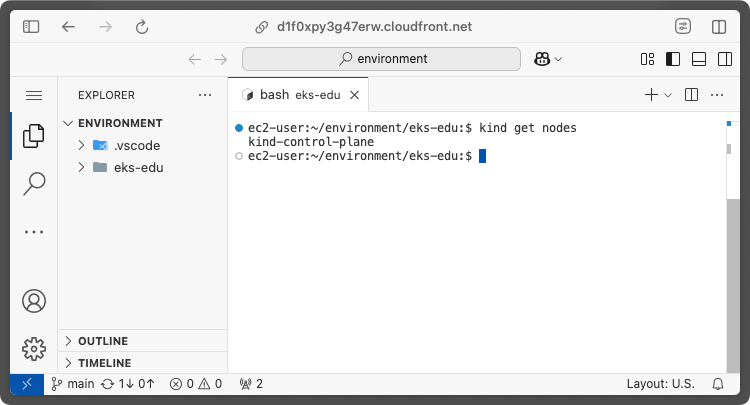 d1f0xpy3g47erw.cloudfront.net
environment
EXPLORER
bash eks-edu
ENVIRONMENT
.vscode
eks-edu
ec2-user:~/environment/eks-edu:$ kind get nodes
kind-control-plane
ec2-user:~/environment/eks-edu:$
OUTLINE
TIMELINE
main 1↓ 0↑ 0 0 2 Layout: U.S.